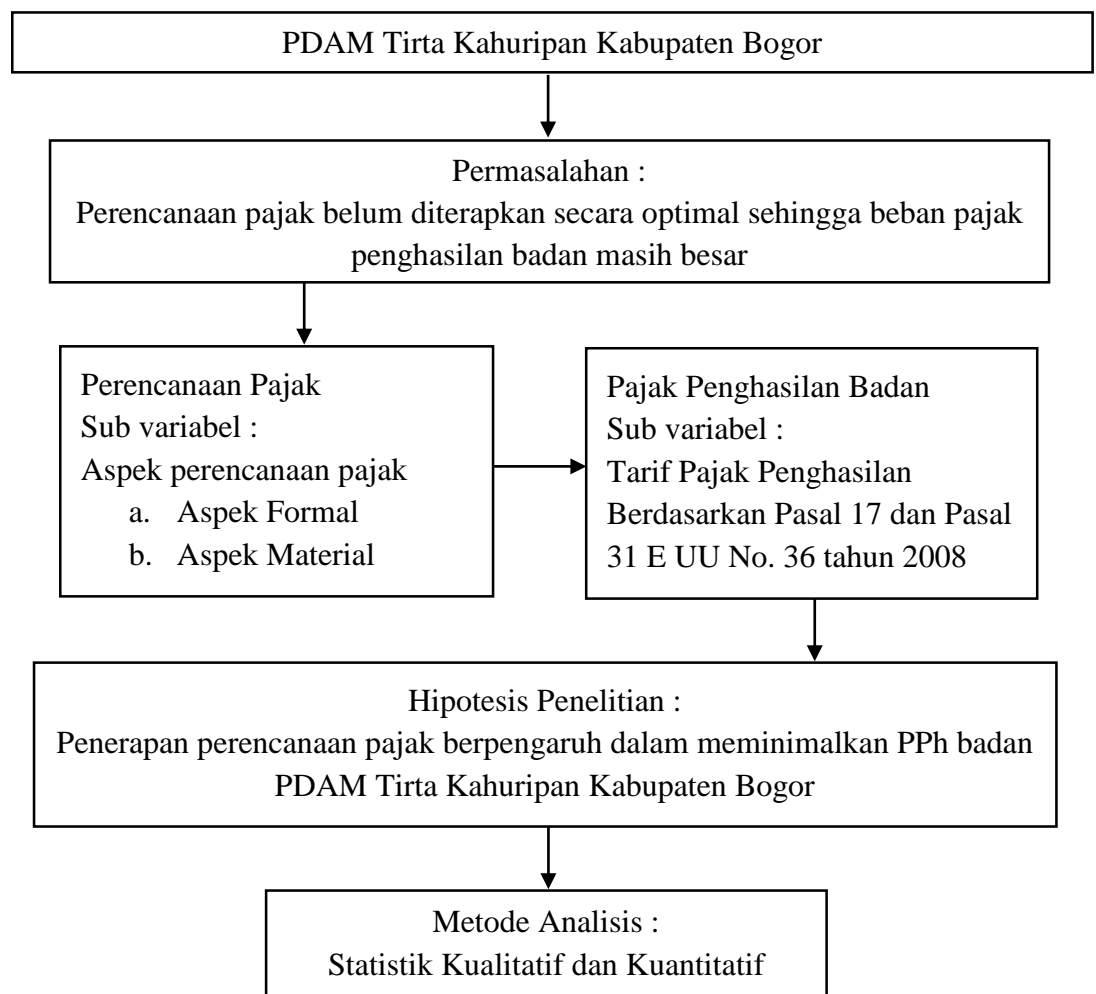 PDAM Tirta Kahuripan Kabupaten Bogor
Permasalahan :
Perencanaan pajak belum diterapkan secara optimal sehingga beban pajak
penghasilan badan masih besar
Perencanaan Pajak
Sub variabel :
Aspek perencanaan pajak
a. Aspek Formal
b. Aspek Material
Pajak Penghasilan Badan
Sub variabel :
Tarif Pajak Penghasilan
Berdasarkan Pasal 17 dan Pasal
31 E UU No. 36 tahun 2008
Hipotesis Penelitian :
Penerapan perencanaan pajak berpengaruh dalam meminimalkan PPh badan
PDAM Tirta Kahuripan Kabupaten Bogor
Metode Analisis :
Statistik Kualitatif dan Kuantitatif